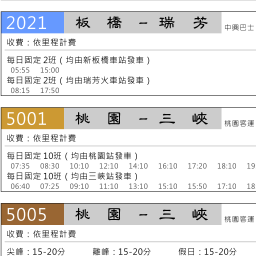 2021 板橋－瑞芳 中興巴士
收費：依里程計費
每日固定2班（均由新板橋車站發車）
05:55 15:00
每日固定2班（均由瑞芳火車站發車）
08:15 17:50
5001 桃園－三峽 桃園客運
收費：依里程計費
每日固定10班（均由桃園站發車）
07:35 08:30 10:10 12:10 14:10 16:10 17:20 18:10 19
每日固定10班（均由三峽站發車）
06:40 07:25 09:10 11:10 13:10 15:10 15:50 17:10 18
5005 桃園－三峽 桃園客運
收費：依里程計費
尖峰：15-20分 離峰：15-20分 假日：15-20分